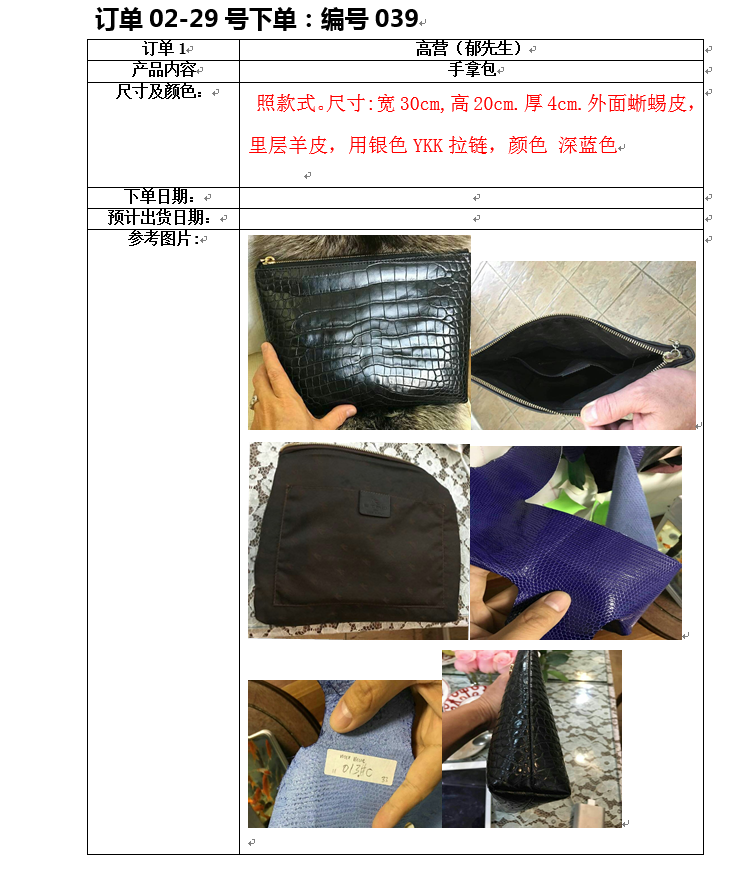 订单 02-29 号下单：编号 039
订单 1
高营（郁先生）
产品内容
手拿包
尺寸及颜色：
照款式。尺寸:宽 30cm,高 20cm.厚 4cm.外面蜥蜴皮，
里层羊皮，用银色 YKK 拉链，颜色 深蓝色
下单日期：
预计出货日期：
参考图片: